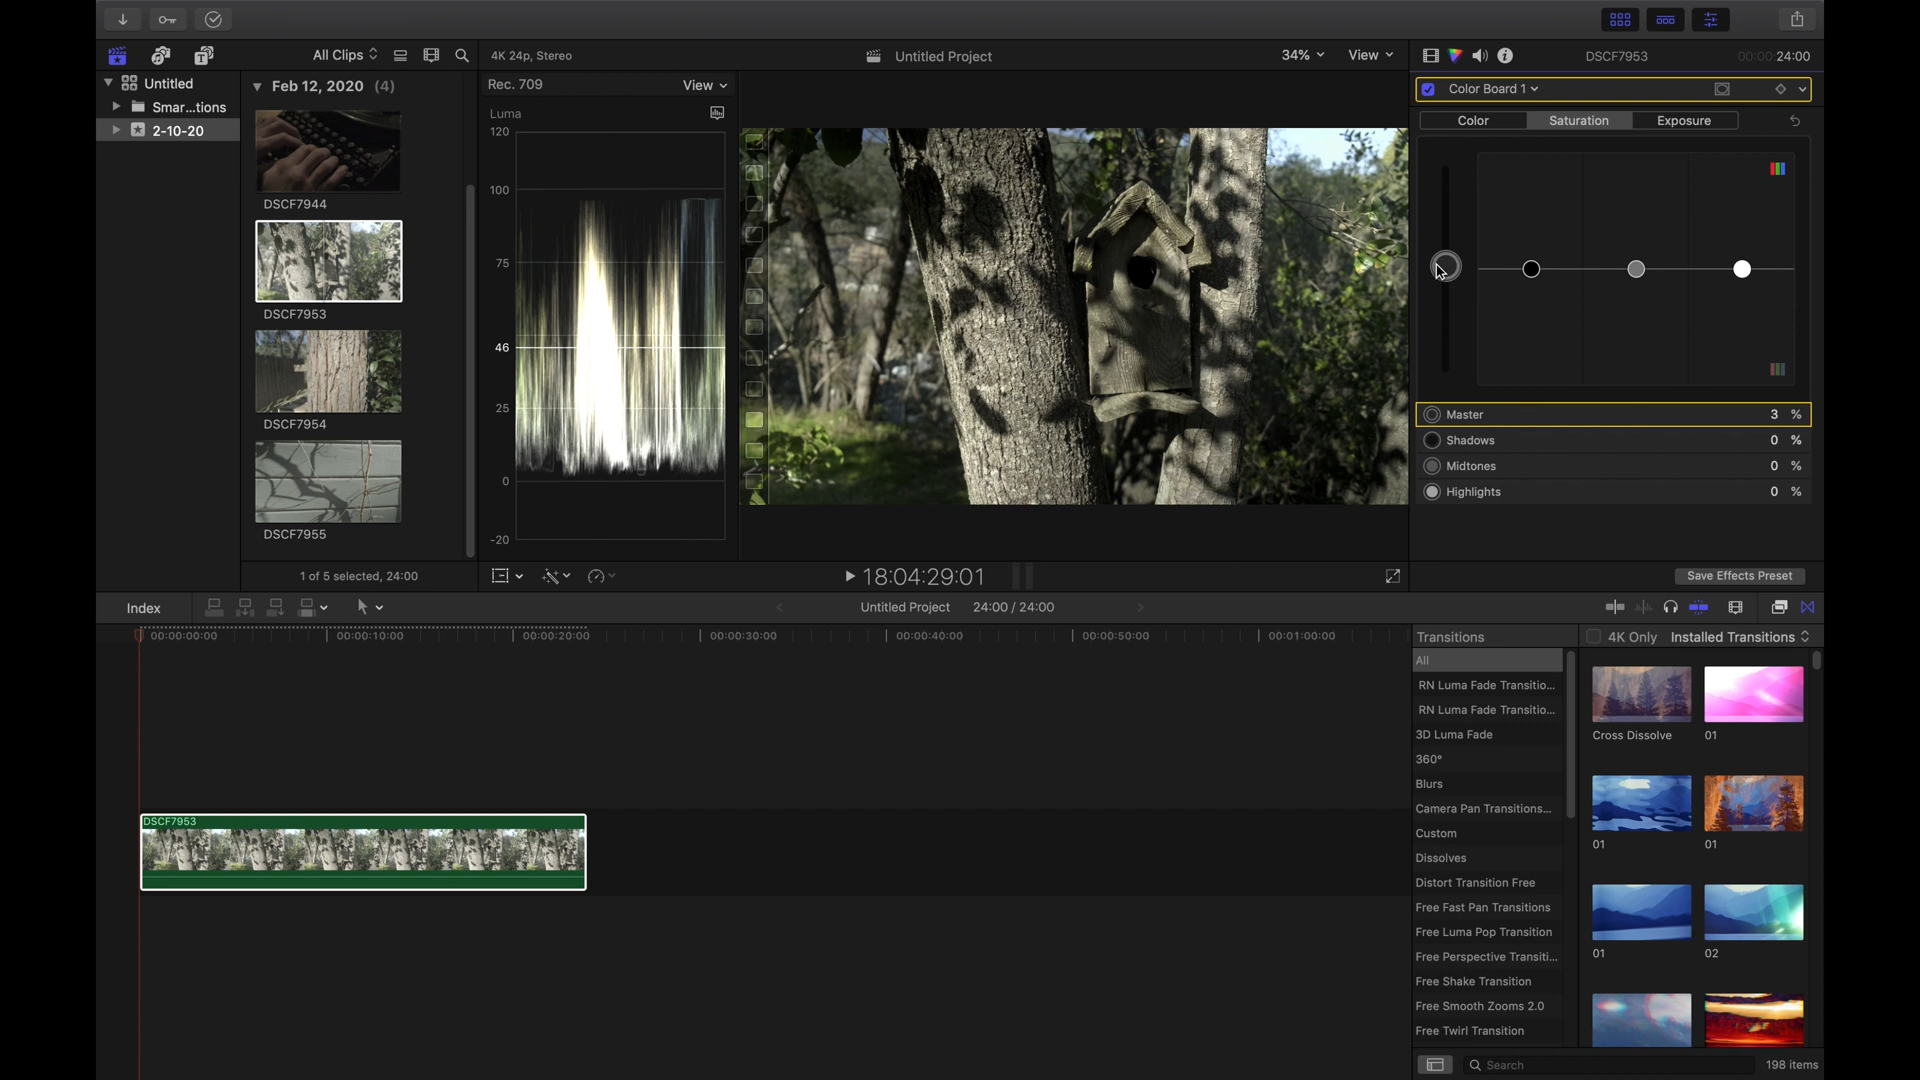 All Clips
4K 24p, Stereo
Untitled Project
34%
View
DSCF7953
00:00:24:00
Untitled
Smar...tions
2-10-20
Feb 12, 2020 (4)
DSCF7944
DSCF7953
DSCF7954
DSCF7955
1 of 5 selected, 24:00
Rec. 709
View
Luma
120
100
75
46
25
0
-20
18:04:29:01
Color Board 1
Color
Saturation
Exposure
Master 3 %
Shadows 0 %
Midtones 0 %
Highlights 0 %
Save Effects Preset
Index
Untitled Project
24:00 / 24:00
00:00:00:00
00:00:10:00
00:00:20:00
00:00:30:00
00:00:40:00
00:00:50:00
00:01:00:00
DSCF7953
Transitions
4K Only
Installed Transitions
All
RN Luma Fade Transitio...
RN Luma Fade Transitio...
3D Luma Fade
360°
Blurs
Camera Pan Transitions...
Custom
Dissolves
Distort Transition Free
Free Fast Pan Transitions
Free Luma Pop Transition
Free Perspective Transiti...
Free Shake Transition
Free Smooth Zooms 2.0
Free Twirl Transition
Cross Dissolve
01
01
01
01
02
Search
198 items